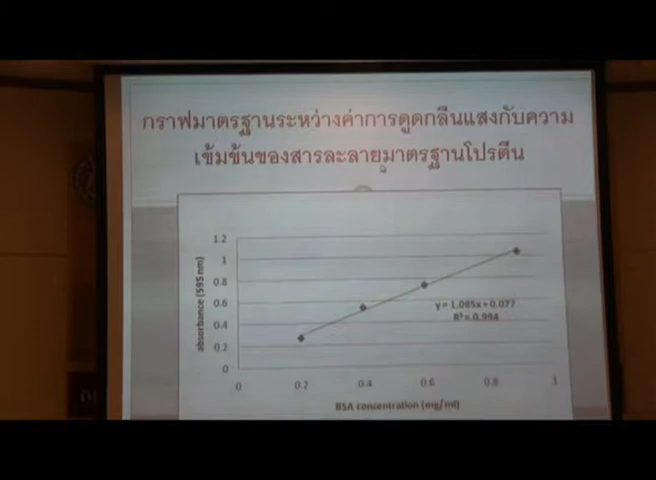 กราฟมาตรฐานระหว่างค่าการดูดกลืนแสงกับความ
เข้มข้นของสารละลายมาตรฐานโปรตีน
1.2
1
0.8
0.6
0.4
0.2
0
absorbance (595 nm)
y = 1.085x + 0.077
R² = 0.994
0 0.2 0.4 0.6 0.8 1
BSA concentration (mg/ml)